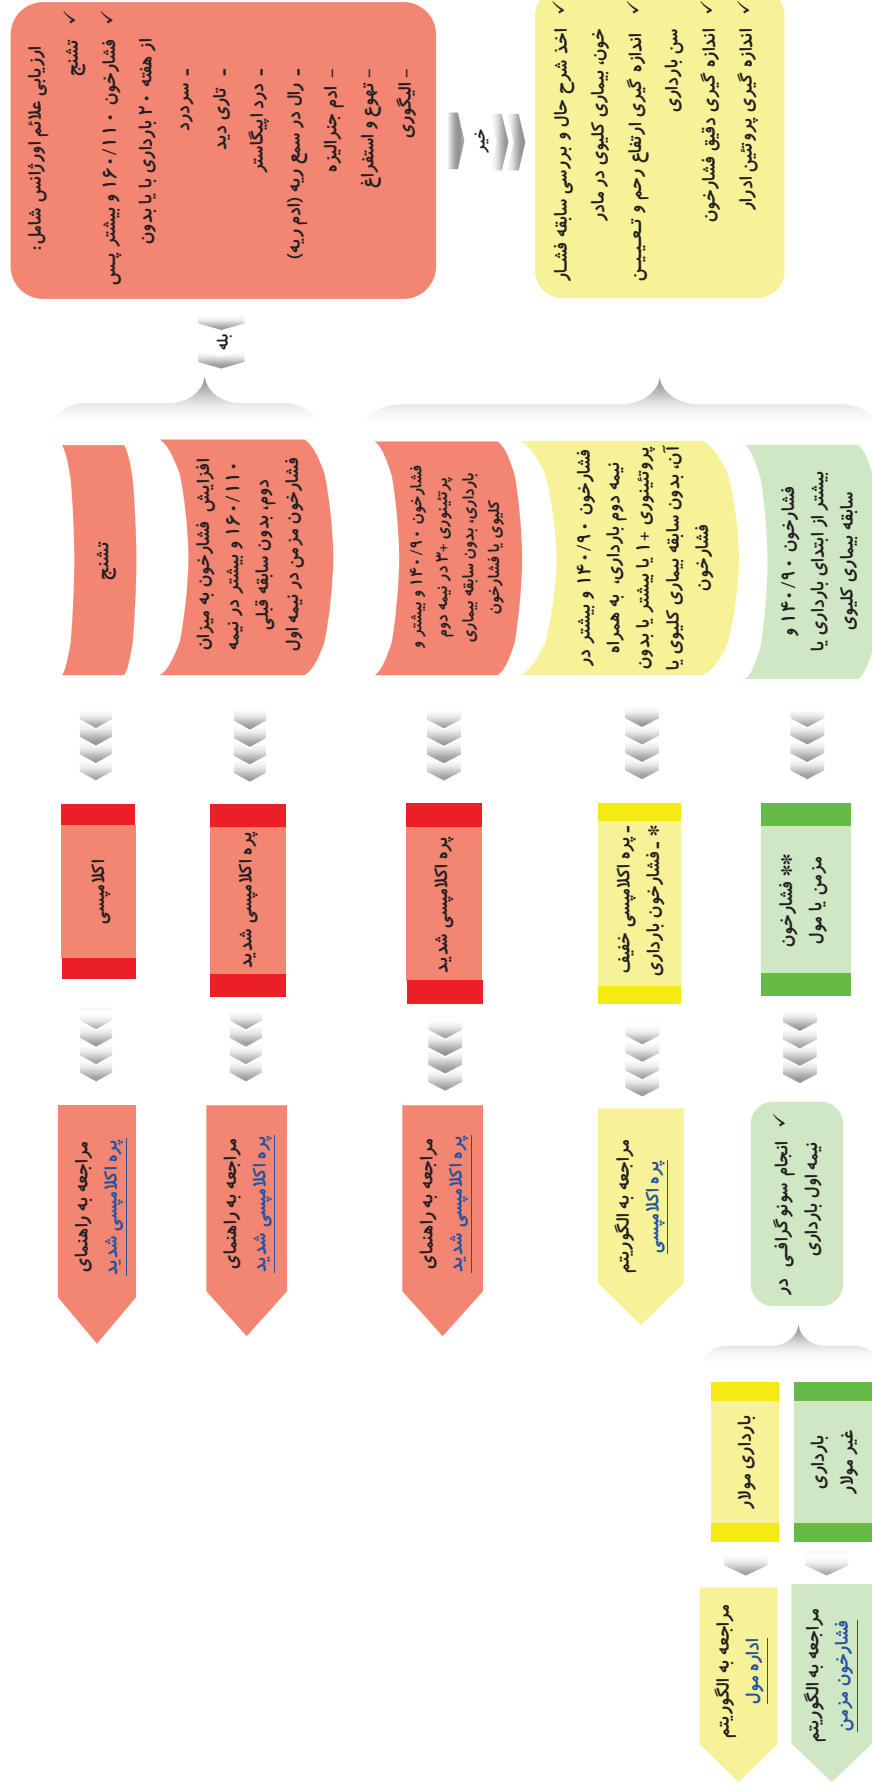 ارزیابی علائم اورژانس شامل:
✓ تشنج
✓ فشارخون ۱۶۰/۱۱۰ و بیشتر پـس
از هفته ۲۰ بارداری با یا بدون
- سردرد
- تاری دید
- درد اپیگاستر
- رال در سمع ریه (ادم ریه)
– ادم جنرالیزه
– تهوع و استفراغ
– الیگوری
خیر
✓ اخذ شرح حال و بررسی سابقه فشـار
خون، بیماری کلیوی در مادر
✓ اندازه گیری ارتفاع رحم و تـعـیـیـن
سن بارداری
✓ اندازه گیری دقیق فشارخون
✓ اندازه گیری پروتئین ادرار
بله
تشنج
افزایش فشارخون به میزان
۱۶۰/۱۱۰ و بیشتر در نیمه
دوم، بدون سابقه قبلی
فشارخون مزمن در نیمه اول
فشارخون ۱۴۰/۹۰ و بیشتر و
پرتئینوری +۳ در نیمه دوم
بارداری، بدون سابقه بیماری
کلیوی یا فشارخون
فشارخون ۱۴۰/۹۰ و بیشتر در
نیمه دوم بارداری، به همراه
پروتئینوری +۱ یا بیشتر یا بدون
آن، بدون سابقه بیماری کلیوی یا
فشارخون
فشارخون ۱۴۰/۹۰ و
بیشتر از ابتدای بارداری یا
سابقه بیماری کلیوی
اکلامپسی
پره اکلامپسی شدید
پره اکلامپسی شدید
- پره اکلامپسی خفیف
* - فشارخون بارداری
** فشارخون
مزمن یا مول
مراجعه به راهنمای
پره اکلامپسی شدید
مراجعه به راهنمای
پره اکلامپسی شدید
مراجعه به راهنمای
پره اکلامپسی شدید
مراجعه به الگوریتم
پره اکلامپسی
✓ انجام سونوگرافـی در
نیمه اول بارداری
بارداری مولار
بارداری
غیر مولار
مراجعه به الگوریتم
اداره مول
مراجعه به الگوریتم
فشارخون مزمن